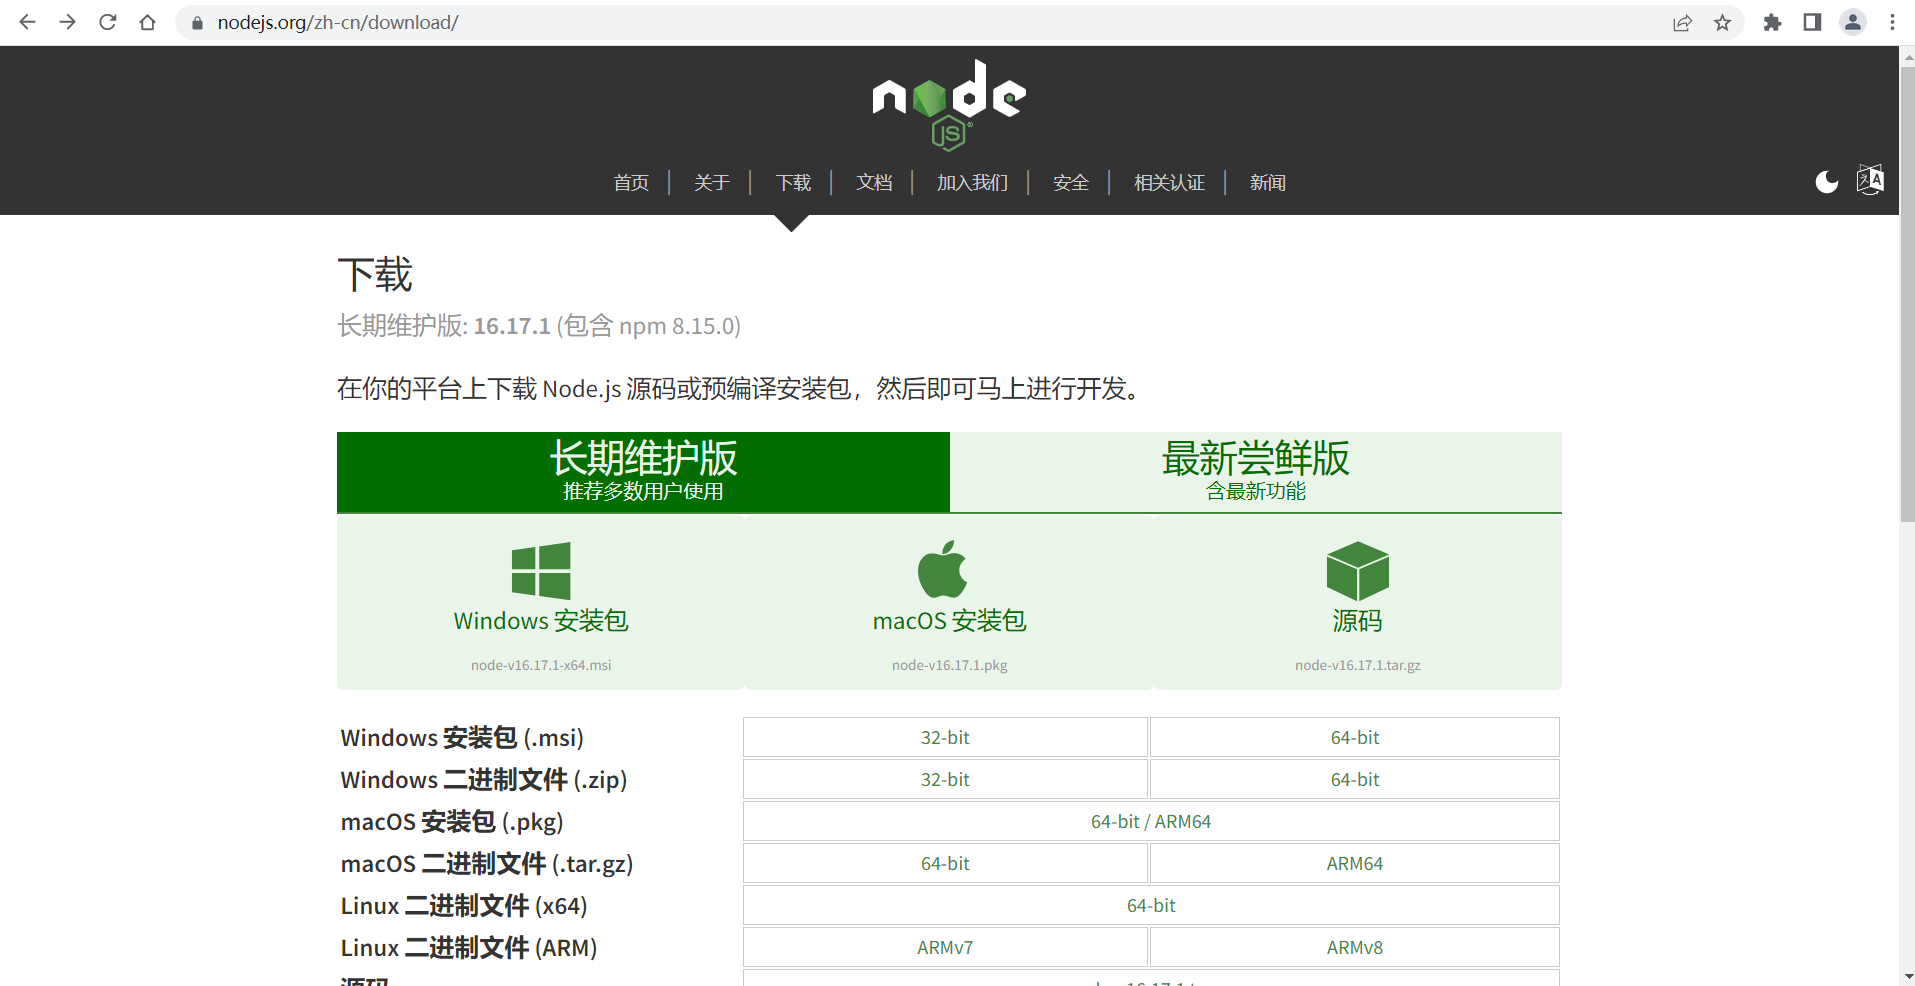 nodejs.org/zh-cn/download/
node
JS
首页 关于 下载 文档 加入我们 安全 相关认证 新闻
下载
长期维护版: 16.17.1 (包含 npm 8.15.0)
在你的平台上下载 Node.js 源码或预编译安装包，然后即可马上进行开发。
长期维护版 最新尝鲜版
推荐多数用户使用 含最新功能
Windows 安装包 macOS 安装包 源码
node-v16.17.1-x64.msi node-v16.17.1.pkg node-v16.17.1.tar.gz
Windows 安装包 (.msi) 32-bit 64-bit
Windows 二进制文件 (.zip) 32-bit 64-bit
macOS 安装包 (.pkg) 64-bit / ARM64
macOS 二进制文件 (.tar.gz) 64-bit ARM64
Linux 二进制文件 (x64) 64-bit
Linux 二进制文件 (ARM) ARMv7 ARMv8
源码